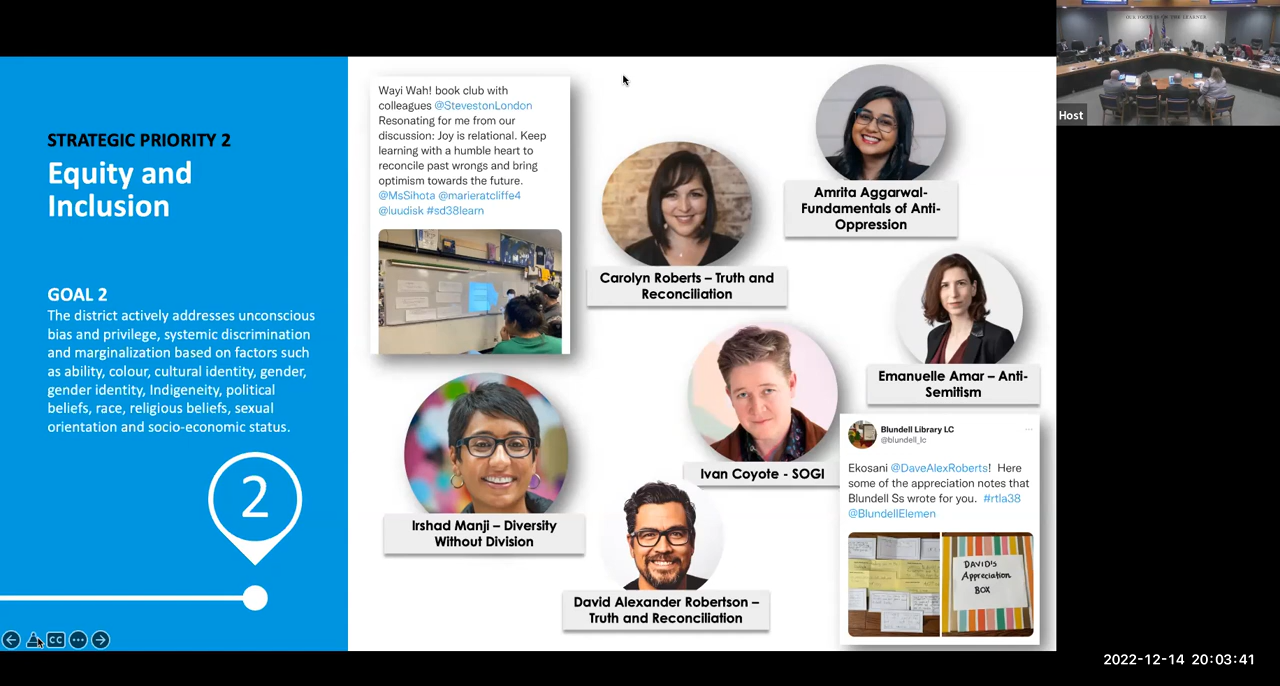 STRATEGIC PRIORITY 2
Equity and
Inclusion
GOAL 2
The district actively addresses unconscious
bias and privilege, systemic discrimination
and marginalization based on factors such
as ability, colour, cultural identity, gender,
gender identity, Indigeneity, political
beliefs, race, religious beliefs, sexual
orientation and socio-economic status.
2
CC
Wayi Wah! book club with
colleagues @StevestonLondon
Resonating for me from our
discussion: Joy is relational. Keep
learning with a humble heart to
reconcile past wrongs and bring
optimism towards the future.
@MsSihota @marieratcliffe4
@luudisk #sd38learn
Carolyn Roberts – Truth and
Reconciliation
Amrita Aggarwal-
Fundamentals of Anti-
Oppression
Emanuelle Amar – Anti-
Semitism
Ivan Coyote - SOGI
Irshad Manji – Diversity
Without Division
David Alexander Robertson –
Truth and Reconciliation
Blundell Library LC
@blundell_lc
Ekosani @DaveAlexRoberts! Here
some of the appreciation notes that
Blundell Ss wrote for you. #rtla38
@BlundellElemen
DAVID'S
Appreciation
BOX
OUR FOCUS IS ON THE LEARNER
Host
2022-12-14 20:03:41